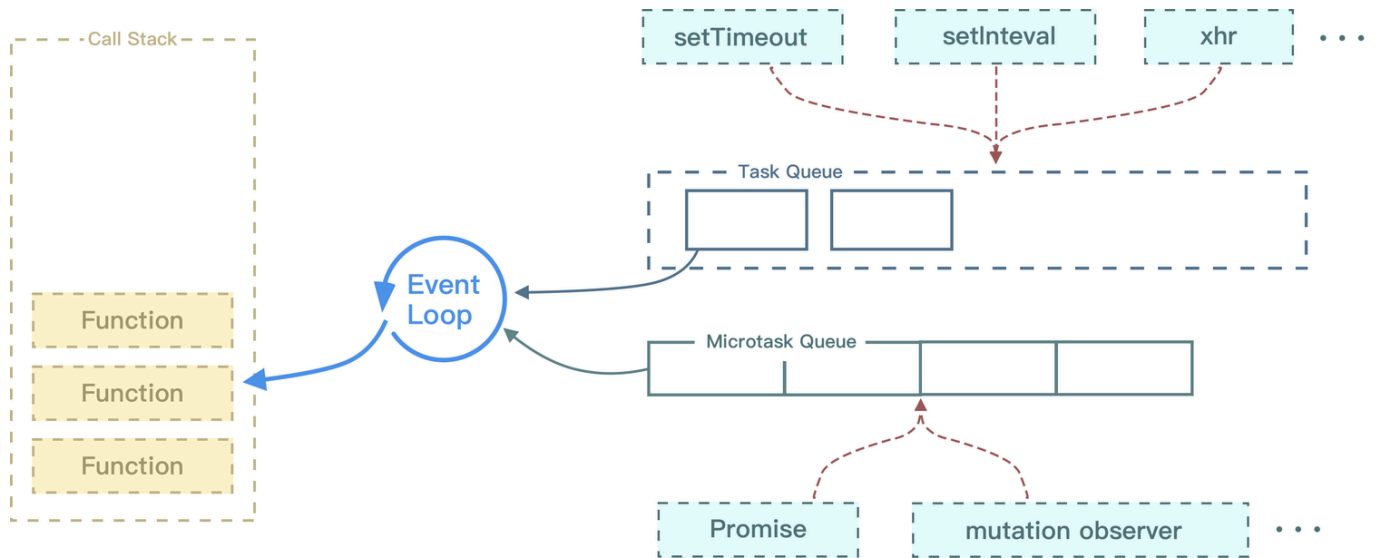 Call Stack
setTimeout
setInteval
xhr
Task Queue
Event
Loop
Function
Function
Function
Microtask Queue
Promise
mutation observer